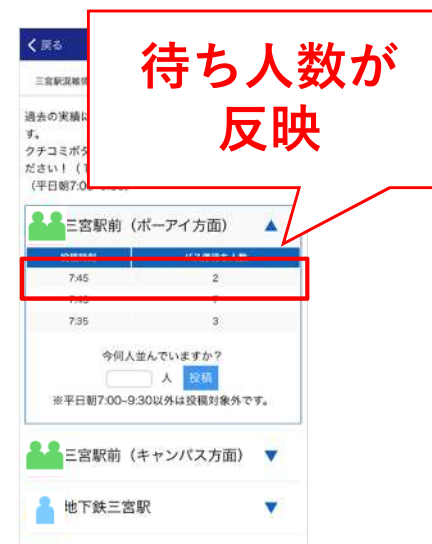 待ち人数が
反映
戻る
三宮駅混雑情
過去の実績に
す。
クチコミボタ
ださい！（
（平日朝7:00
三宮駅前（ポーアイ方面） ▲
7:45 2
7:35 3
今何人並んでいますか？
人 投稿
※平日朝7:00~9:30以外は投稿対象外です。
三宮駅前（キャンパス方面） ▼
地下鉄三宮駅 ▼